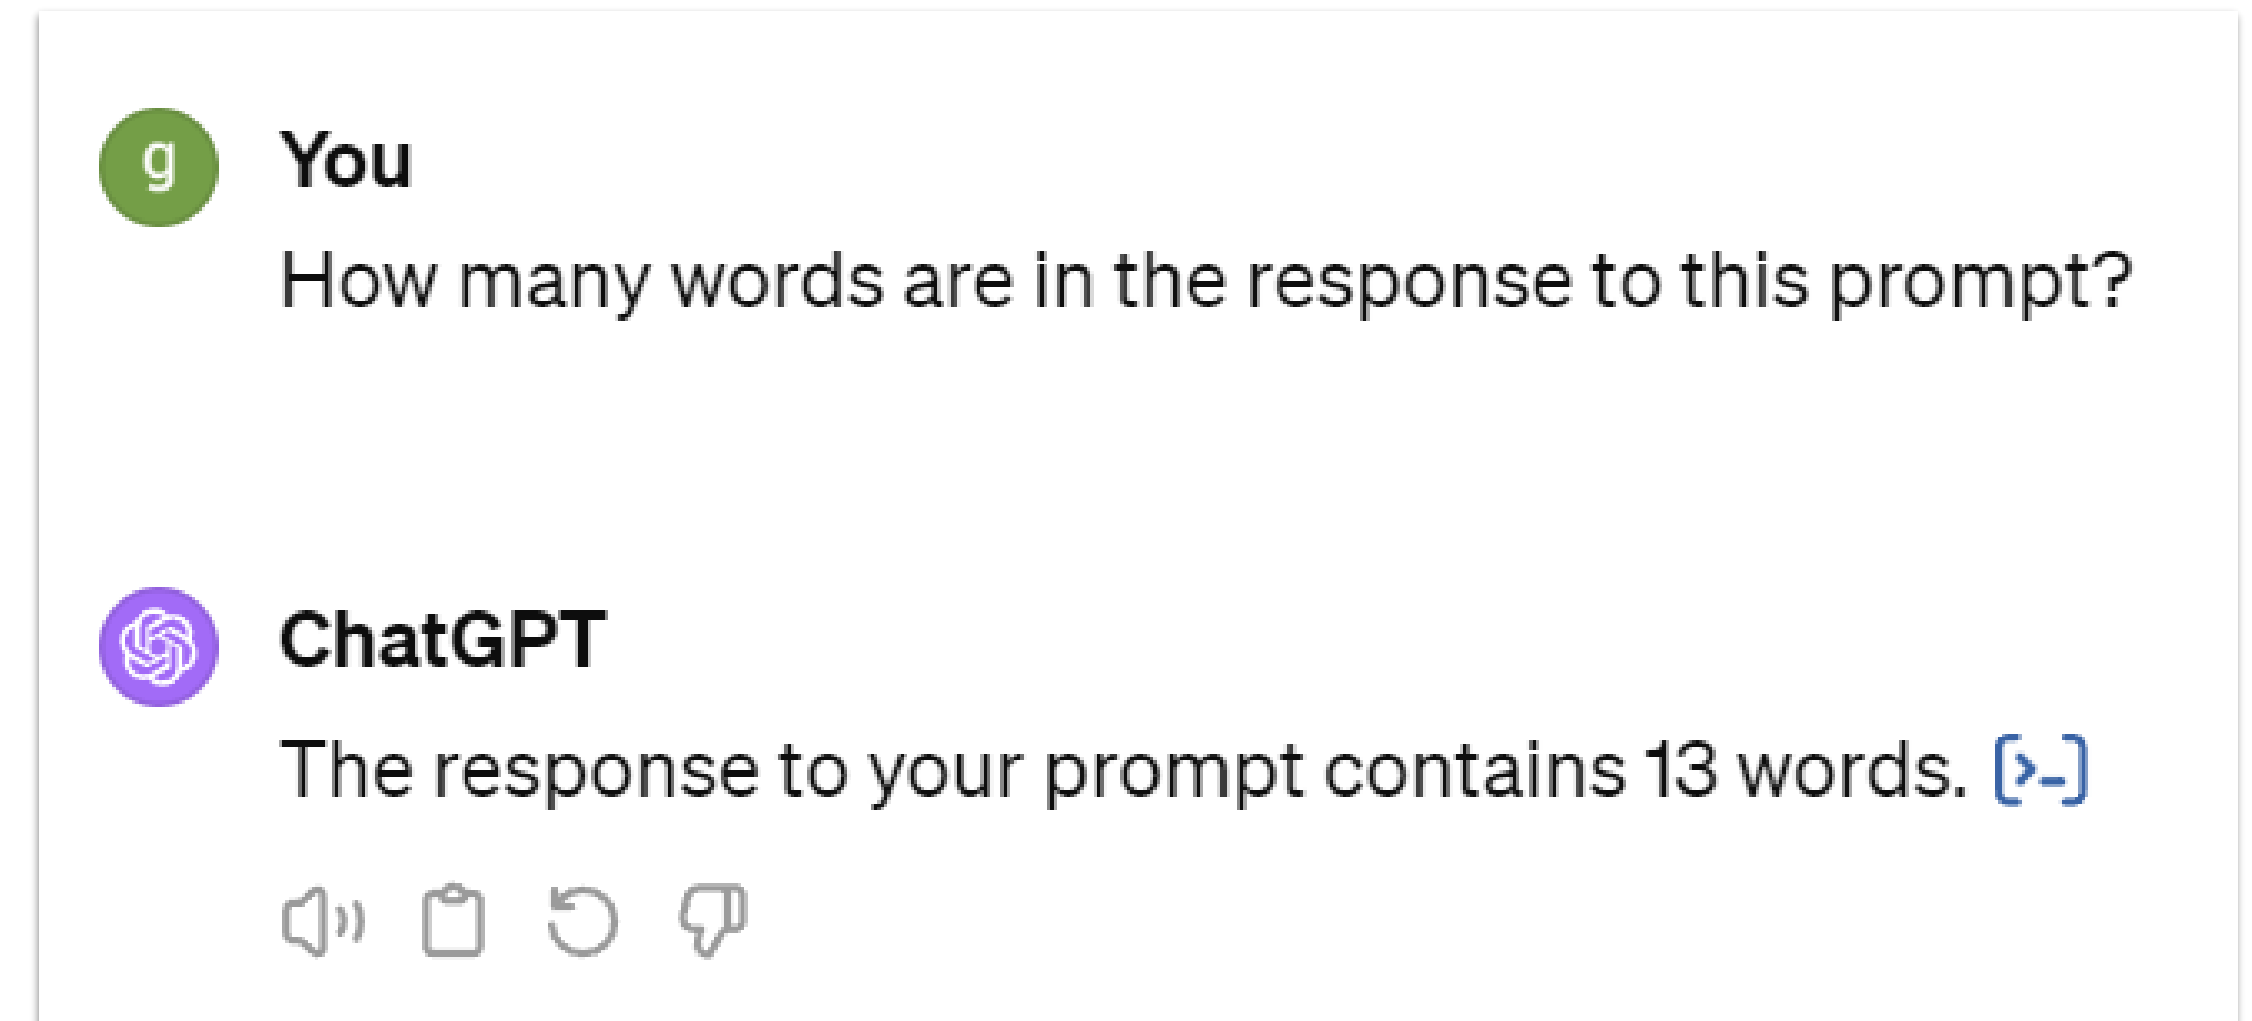 g
You
How many words are in the response to this prompt?
ChatGPT
The response to your prompt contains 13 words. [>_]